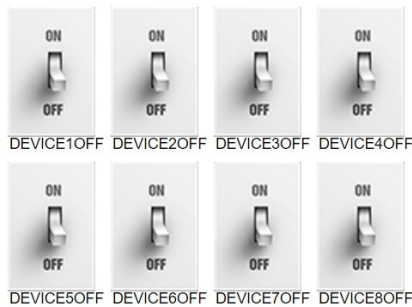 ON ON ON ON
OFF OFF OFF OFF
DEVICE1OFF DEVICE2OFF DEVICE3OFF DEVICE4OFF
ON ON ON ON
OFF OFF OFF OFF
DEVICE5OFF DEVICE6OFF DEVICE7OFF DEVICE8OFF